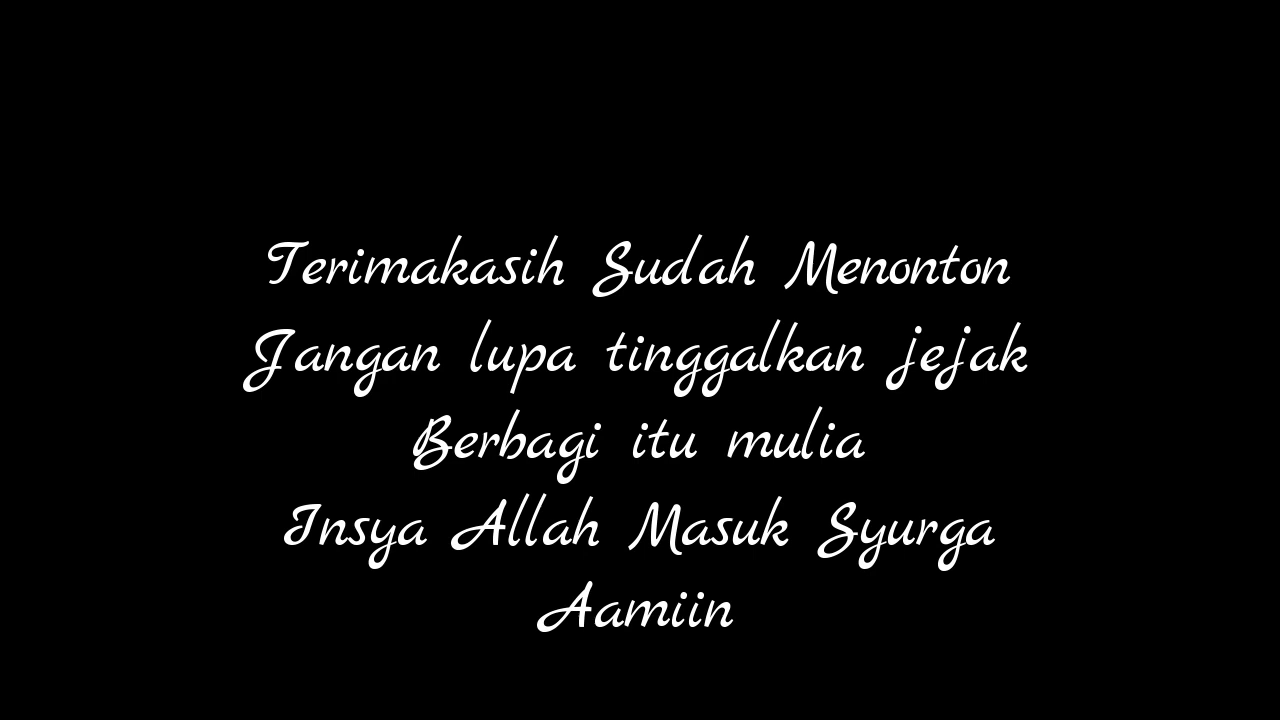 Terimakasih Sudah Menonton
Jangan lupa tinggalkan jejak
Berbagi itu mulia
Insya Allah Masuk Syurga
Aamiin